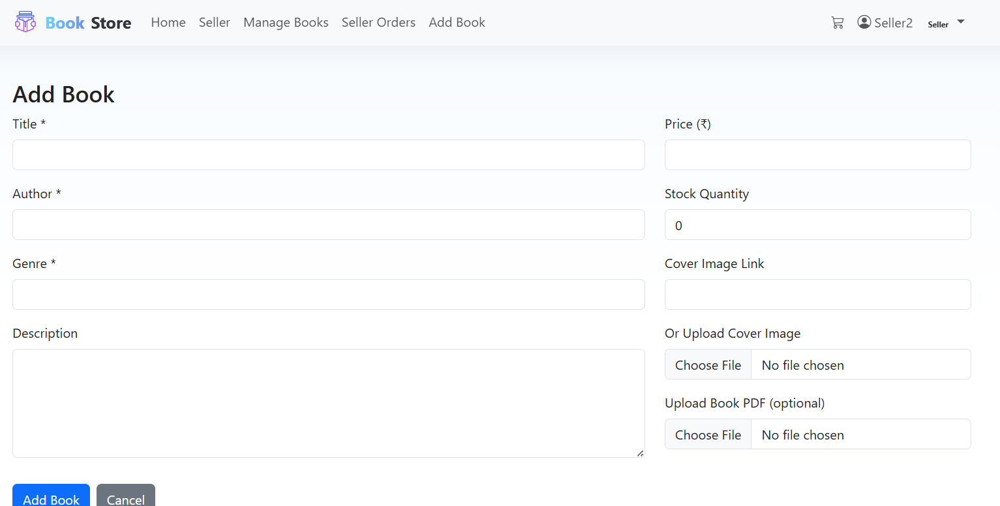 Book Store Home Seller Manage Books Seller Orders Add Book Seller2 Seller
Add Book
Title *
Price (₹)
Author *
Stock Quantity
0
Genre *
Cover Image Link
Description
Or Upload Cover Image
Choose File No file chosen
Upload Book PDF (optional)
Choose File No file chosen
Add Book Cancel